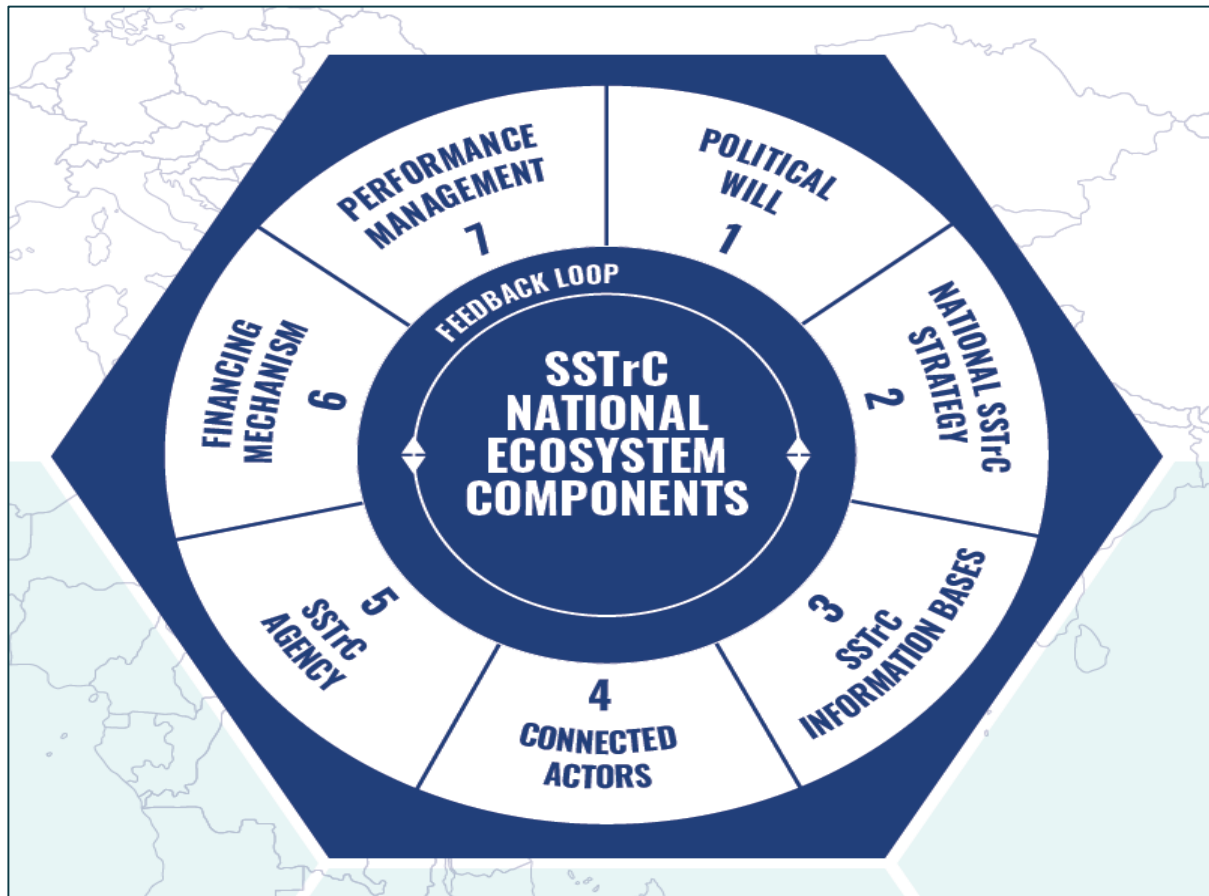 POLITICAL
WILL
1
NATIONAL SSTrC
STRATEGY
2
3
SSTrC
INFORMATION BASES
4
CONNECTED
ACTORS
5
SSTrC
AGENCY
FINANCING
MECHANISM
6
PERFORMANCE
MANAGEMENT
7
FEEDBACK LOOP
SSTrC
NATIONAL
ECOSYSTEM
COMPONENTS